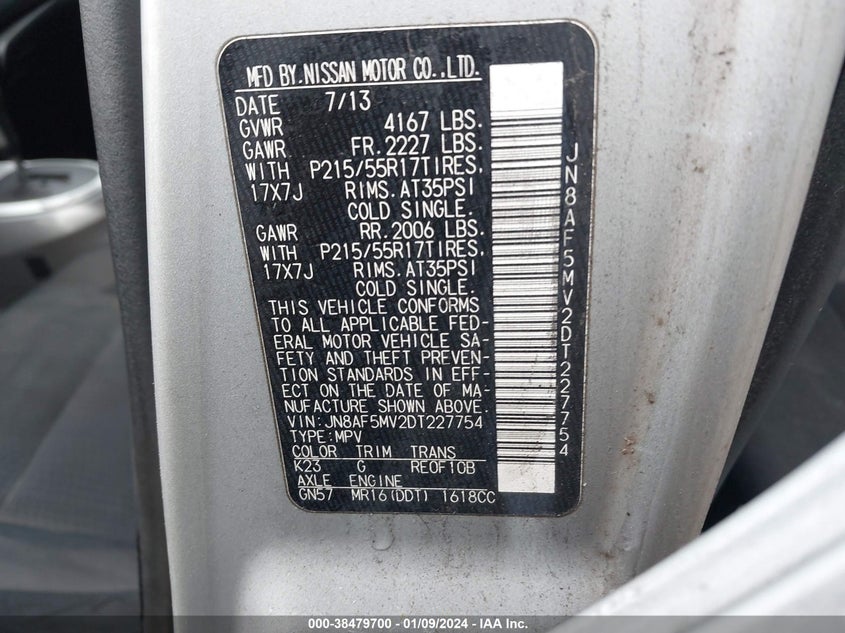 MFD BY.NISSAN MOTOR CO.,LTD.
DATE 7/13
GVWR 4167 LBS.
GAWR FR.2227 LBS.
WITH P215/55R17TIRES,
17X7J RIMS.AT35PSI
COLD SINGLE.
GAWR RR.2006 LBS.
WITH P215/55R17TIRES,
17X7J RIMS.AT35PSI
COLD SINGLE.
THIS VEHICLE CONFORMS
TO ALL APPLICABLE FED-
ERAL MOTOR VEHICLE SA-
FETY AND THEFT PREVEN-
TION STANDARDS IN EFF-
ECT ON THE DATE OF MA-
NUFACTURE SHOWN ABOVE.
VIN:JN8AF5MV2DT227754
TYPE:MPV
COLOR TRIM TRANS
K23 G RE0F10B
AXLE ENGINE
GN57 MR16(DDT) 1618CC
JN8AF5MV2DT227754
000-38479700 - 01/09/2024 - IAA Inc.